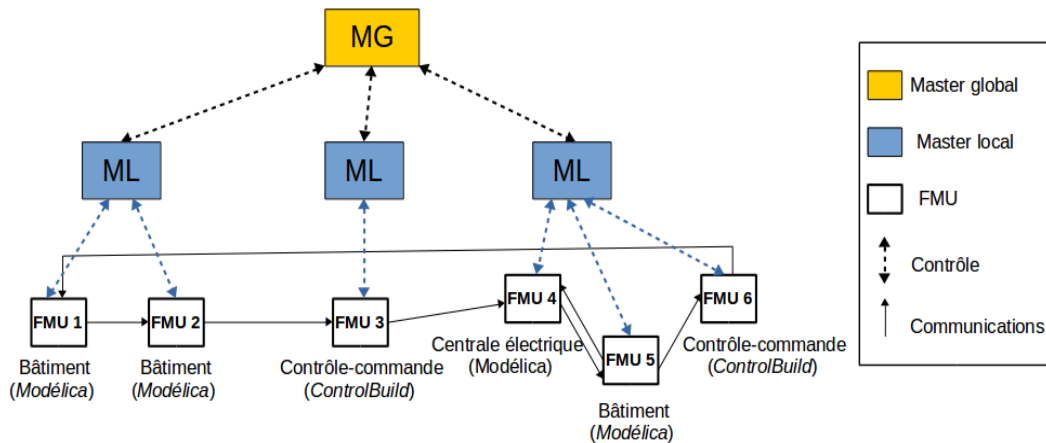 MG
ML
ML
ML
FMU 1
FMU 2
FMU 3
FMU 4
FMU 5
FMU 6
Bâtiment
(Modélica)
Bâtiment
(Modélica)
Contrôle-commande
(ControlBuild)
Centrale électrique
(Modélica)
Bâtiment
(Modélica)
Contrôle-commande
(ControlBuild)
Master global
Master local
FMU
Contrôle
Communications